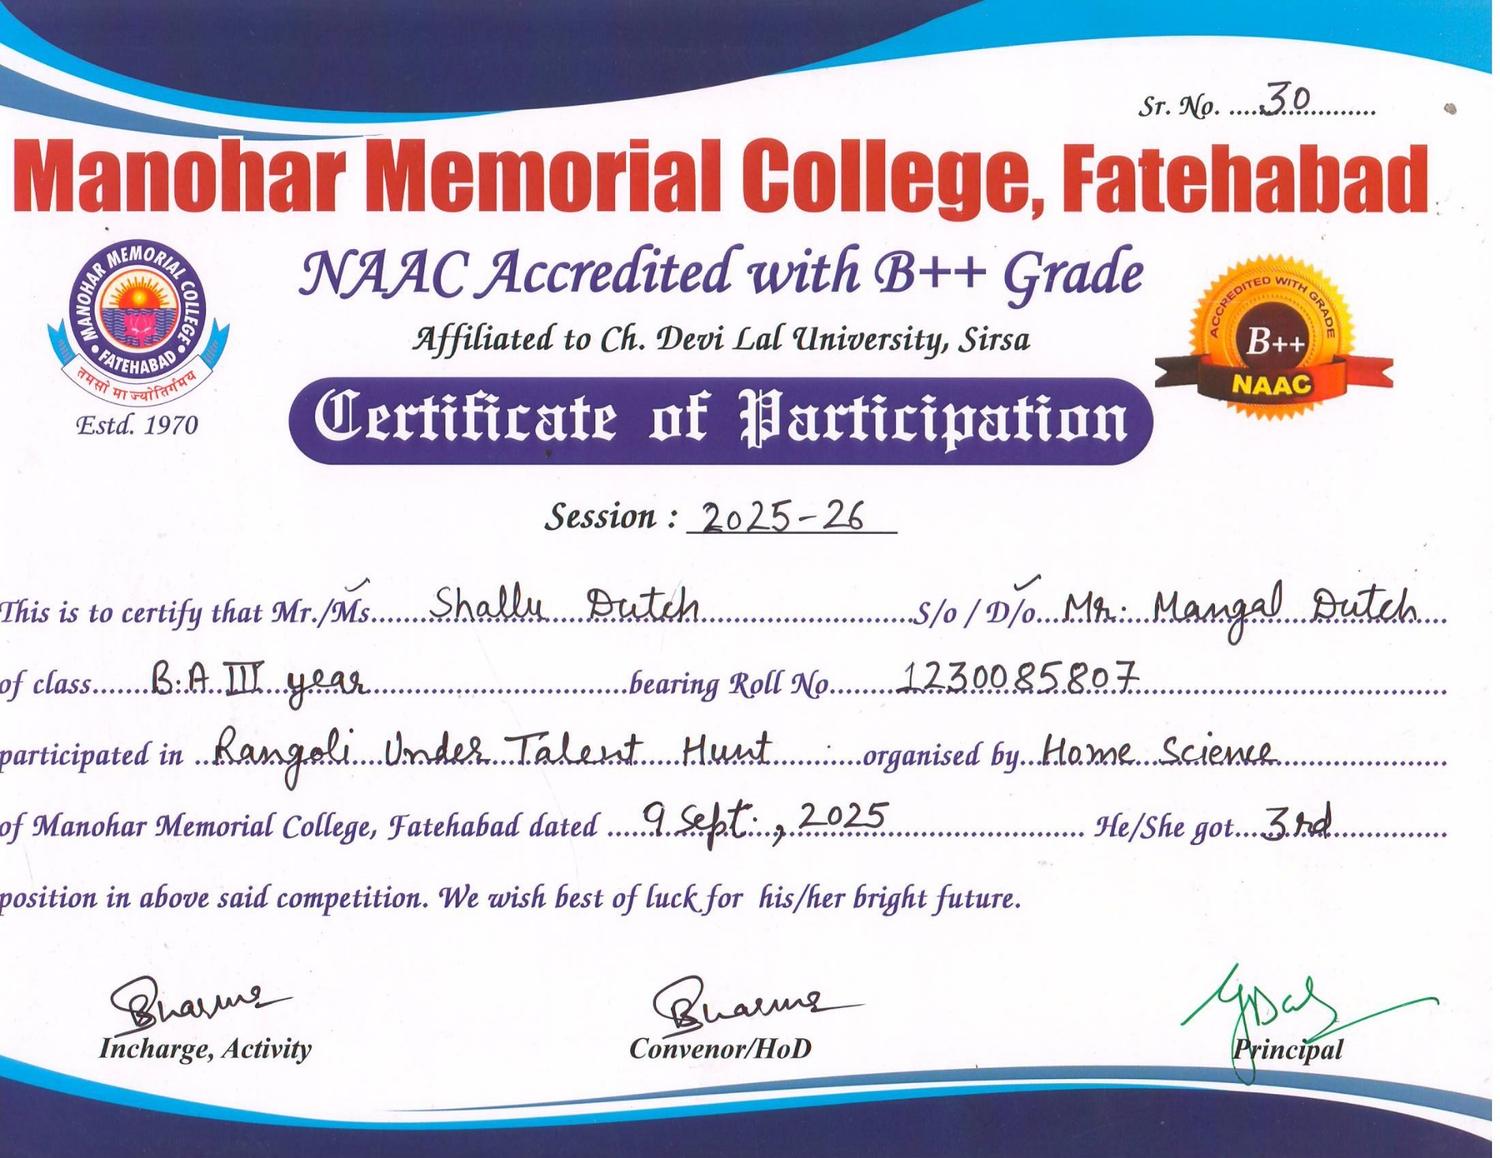 Sr. No. ....30............
Manohar Memorial College, Fatehabad
NAAC Accredited with B++ Grade
Affiliated to Ch. Devi Lal University, Sirsa
MANOHAR MEMORIAL COLLEGE
• FATEHABAD •
तमसो मा ज्योतिर्गमय
Estd. 1970
ACCREDITED WITH GRADE
B++
NAAC
Certificate of Participation
Session : 2025-26
This is to certify that Mr./Ms. Shallu Dutch S/o / D/o Mr. Mangal Dutch
of class B.A III year bearing Roll No. 1230085807
participated in Rangoli Under Talent Hunt organised by Home Science
of Manohar Memorial College, Fatehabad dated 9 Sept., 2025 He/She got 3rd
position in above said competition. We wish best of luck for his/her bright future.
Incharge, Activity
Convenor/HoD
Principal